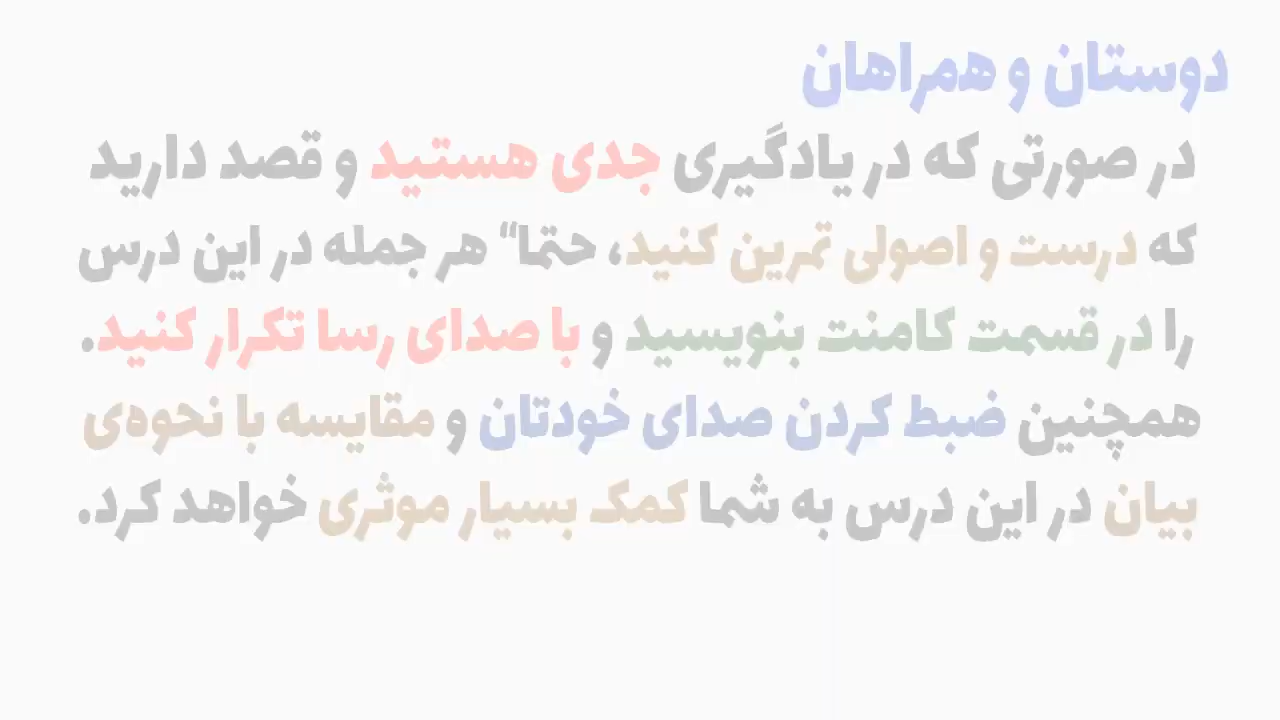 دوستان و همراهان
در صورتی که در یادگیری جدی هستید و قصد دارید
که درست و اصولی تمرین کنید، حتما“ هر جمله در این درس
را در قسمت کامنت بنویسید و با صدای رسا تکرار کنید.
همچنین ضبط کردن صدای خودتان و مقایسه با نحوه‌ی
بیان در این درس به شما کمک بسیار موثری خواهد کرد.